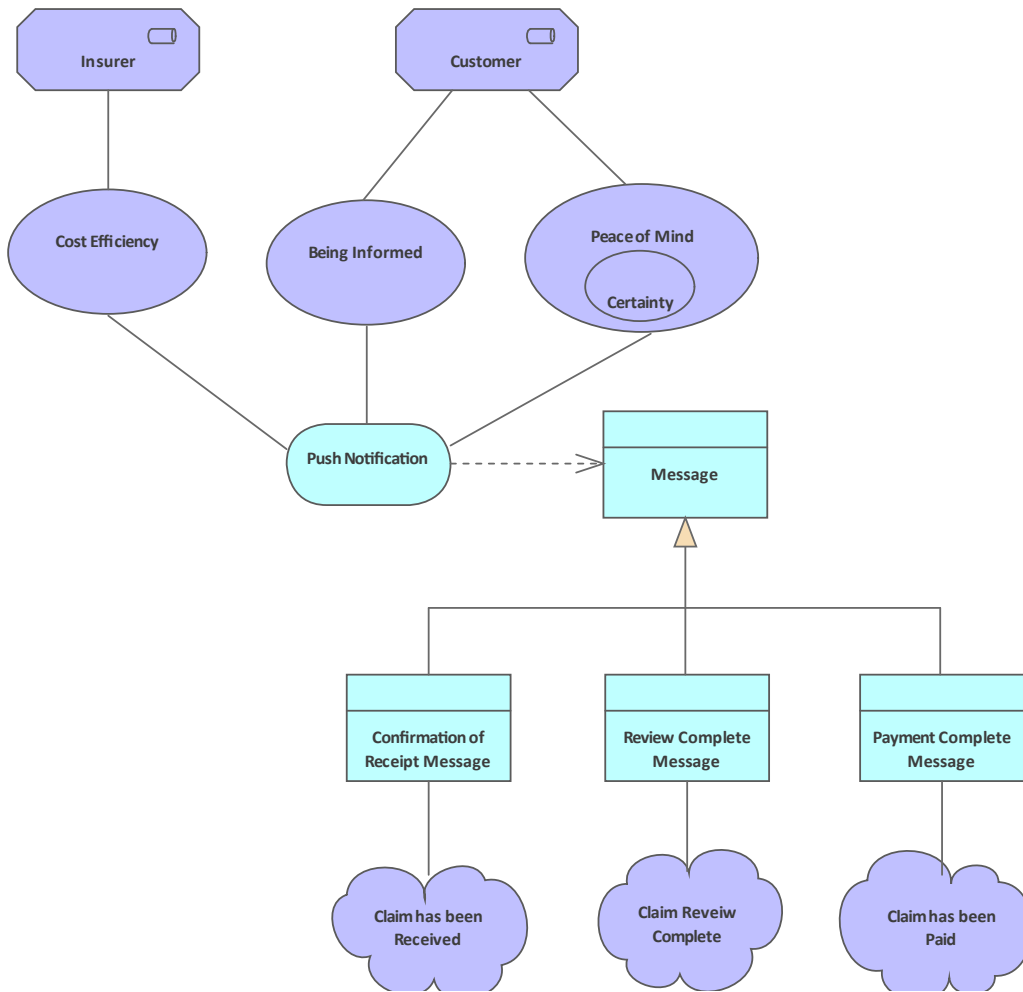 Insurer
Customer
Cost Efficiency
Being Informed
Peace of Mind
Certainty
Push Notification
Message
Confirmation of
Receipt Message
Review Complete
Message
Payment Complete
Message
Claim has been
Received
Claim Reveiw
Complete
Claim has been
Paid